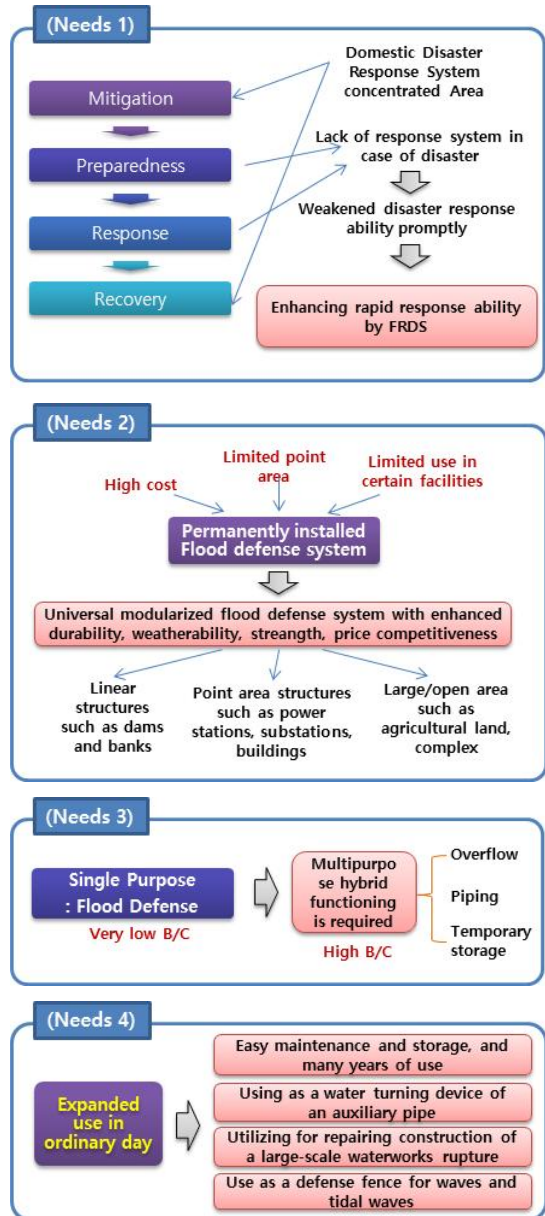 (Needs 1)
Mitigation
Preparedness
Response
Recovery
Domestic Disaster
Response System
concentrated Area
Lack of response system in
case of disaster
Weakened disaster response
ability promptly
Enhancing rapid response ability
by FRDS
(Needs 2)
High cost
Limited point
area
Limited use in
certain facilities
Permanently installed
Flood defense system
Universal modularized flood defense system with enhanced
durability, weatherability, streangth, price competitiveness
Linear
structures
such as dams
and banks
Point area structures
such as power
stations, substations,
buildings
Large/open area
such as
agricultural land,
complex
(Needs 3)
Single Purpose
: Flood Defense
Very low B/C
Multipurpo
se hybrid
functioning
is required
High B/C
Overflow
Piping
Temporary
storage
(Needs 4)
Expanded
use in
ordinary day
Easy maintenance and storage, and
many years of use
Using as a water turning device of
an auxiliary pipe
Utilizing for repairing construction of
a large-scale waterworks rupture
Use as a defense fence for waves and
tidal waves